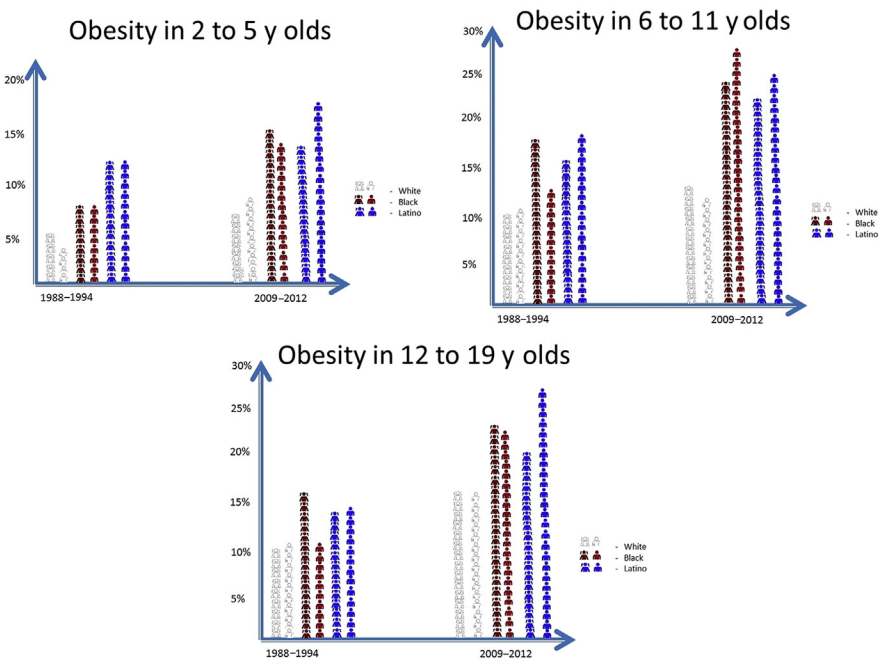 Obesity in 2 to 5 y olds
20%
15%
10%
5%
1988–1994
2009–2012
- White
- Black
- Latino
Obesity in 6 to 11 y olds
30%
25%
20%
15%
10%
5%
1988–1994
2009–2012
- White
- Black
- Latino
Obesity in 12 to 19 y olds
30%
25%
20%
15%
10%
5%
1988–1994
2009–2012
- White
- Black
- Latino